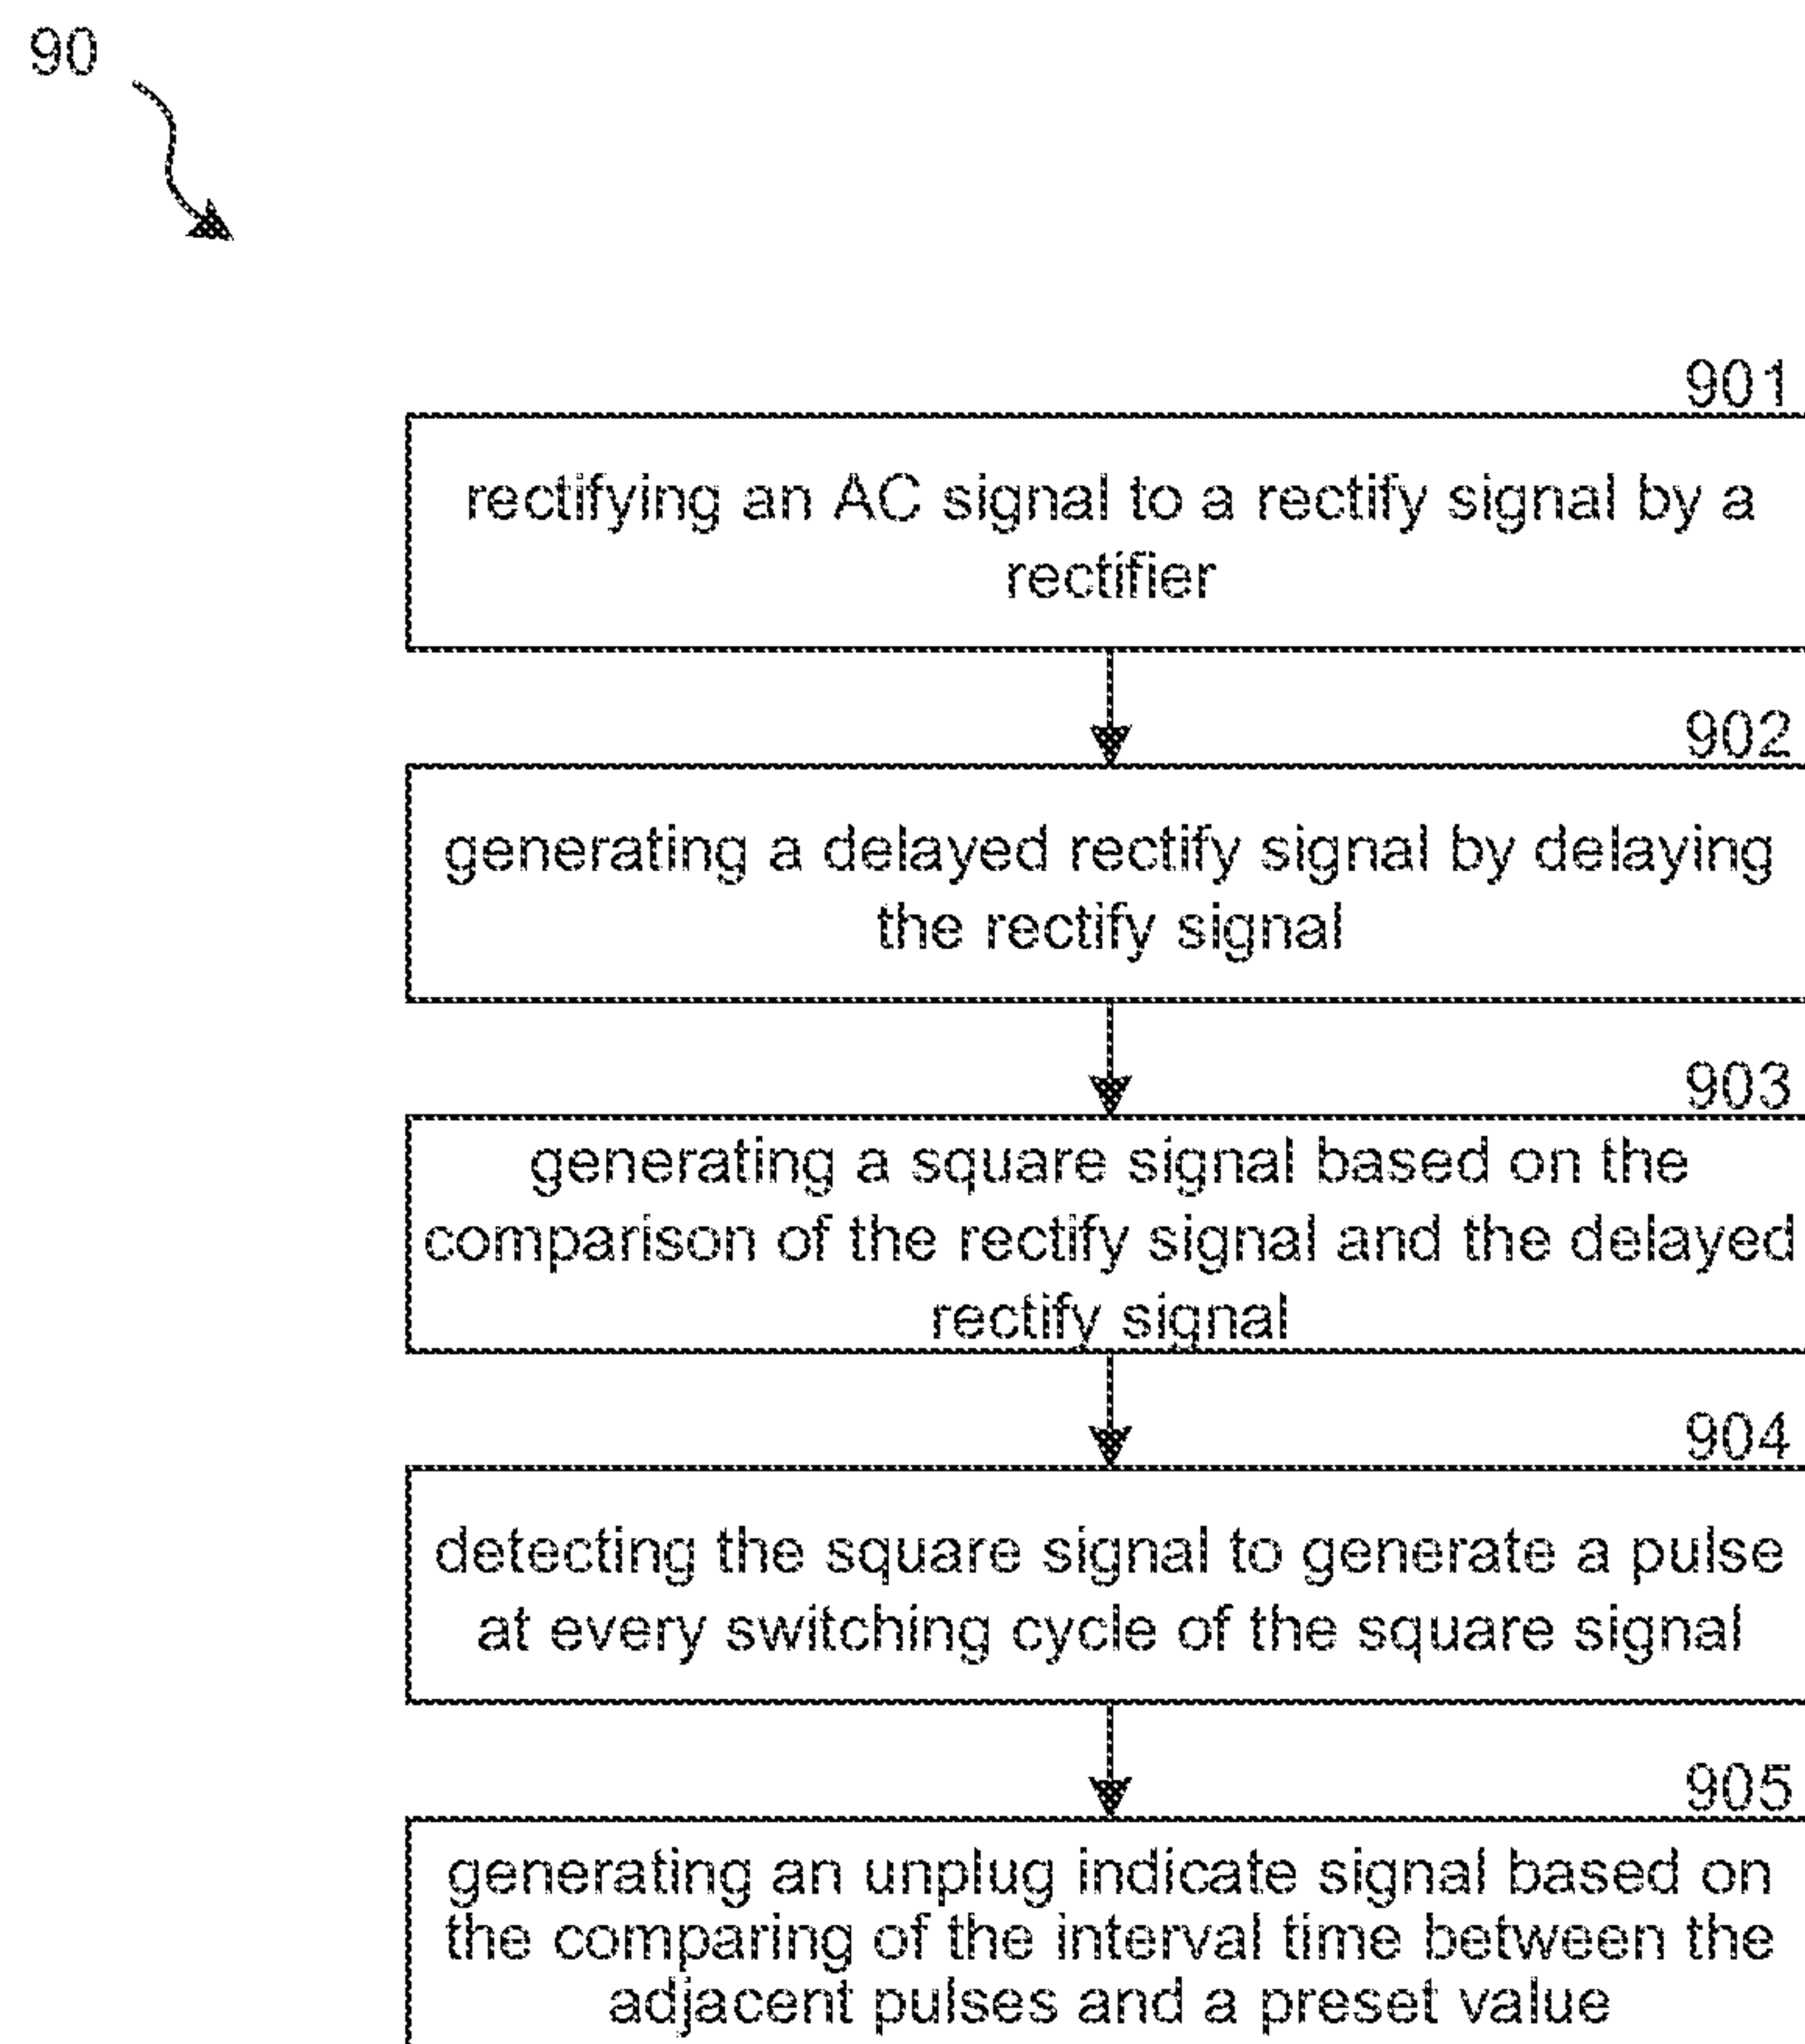 90
901
rectifying an AC signal to a rectify signal by a
rectifier
902
generating a delayed rectify signal by delaying
the rectify signal
903
generating a square signal based on the
comparison of the rectify signal and the delayed
rectify signal
904
detecting the square signal to generate a pulse
at every switching cycle of the square signal
905
generating an unplug indicate signal based on
the comparing of the interval time between the
adjacent pulses and a preset value